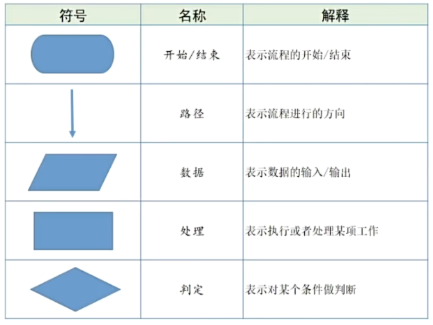 符号 名称 解释
开始/结束 表示流程的开始/结束
路径 表示流程进行的方向
数据 表示数据的输入/输出
处理 表示执行或者处理某项工作
判定 表示对某个条件做判断